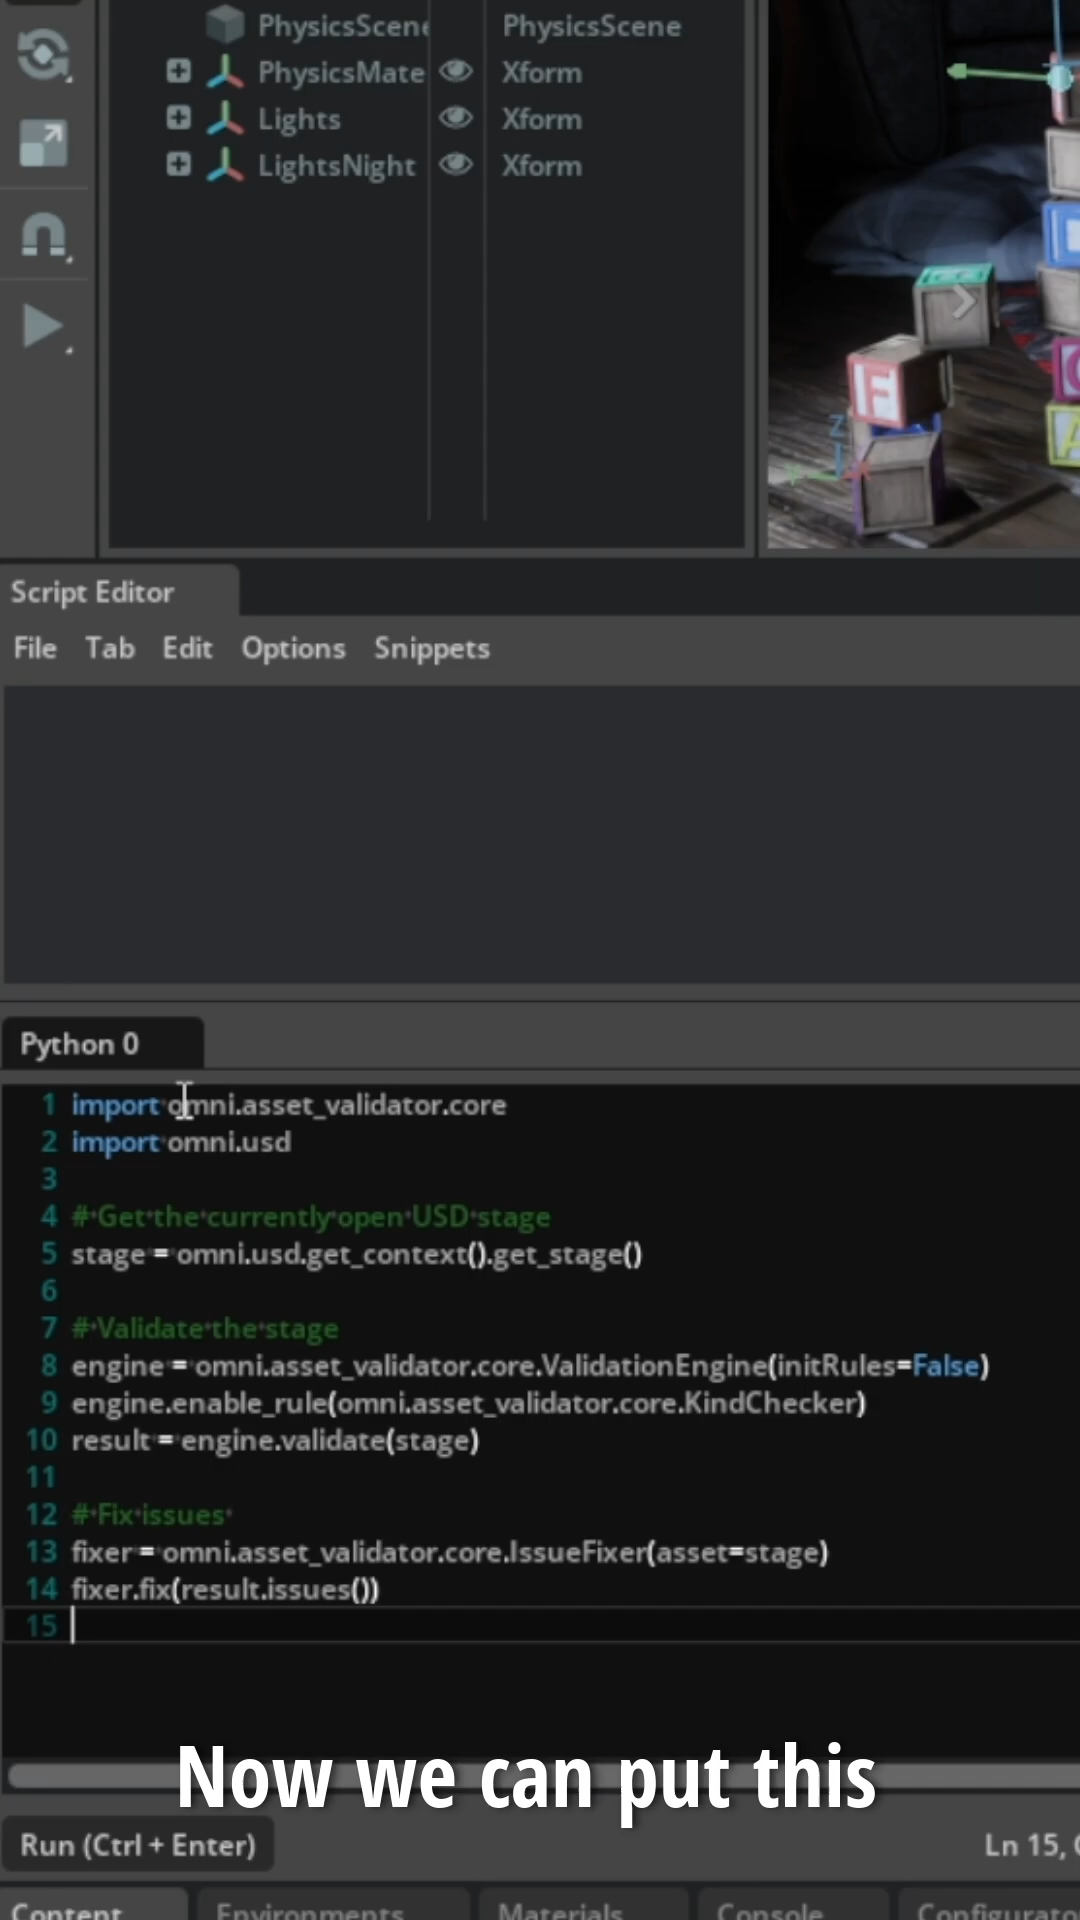 PhysicsScene PhysicsScene
PhysicsMate Xform
Lights Xform
LightsNight Xform
F
Z
Script Editor
File Tab Edit Options Snippets
Python 0
1 import omni.asset_validator.core
2 import omni.usd
3
4 # Get the currently open USD stage
5 stage = omni.usd.get_context().get_stage()
6
7 # Validate the stage
8 engine = omni.asset_validator.core.ValidationEngine(initRules=False)
9 engine.enable_rule(omni.asset_validator.core.KindChecker)
10 result = engine.validate(stage)
11
12 # Fix issues
13 fixer = omni.asset_validator.core.IssueFixer(asset=stage)
14 fixer.fix(result.issues())
15
Now we can put this
Run (Ctrl + Enter) Ln 15,
Content Environments Materials Console Configurato